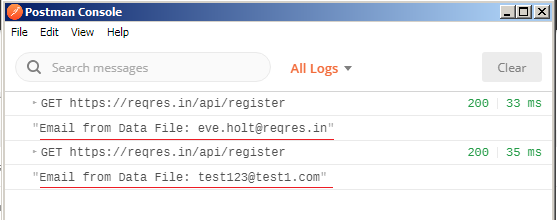 Postman Console
File Edit View Help
Search messages All Logs Clear
GET https://reqres.in/api/register 200 33 ms
"Email from Data File: eve.holt@reqres.in"
GET https://reqres.in/api/register 200 35 ms
"Email from Data File: test123@test1.com"